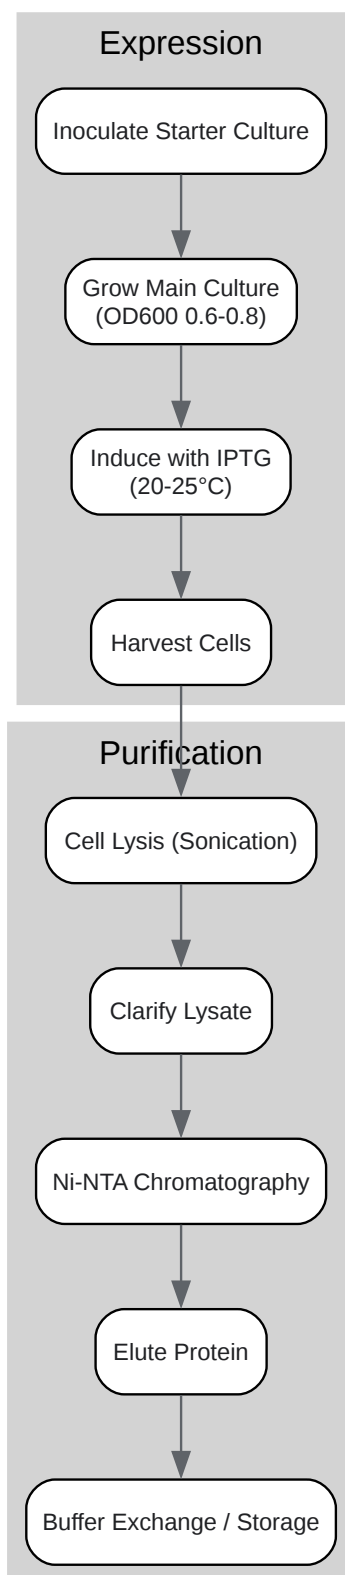 Expression
Inoculate Starter Culture
Grow Main Culture
(OD600 0.6-0.8)
Induce with IPTG
(20-25°C)
Harvest Cells
Purification
Cell Lysis (Sonication)
Clarify Lysate
Ni-NTA Chromatography
Elute Protein
Buffer Exchange / Storage